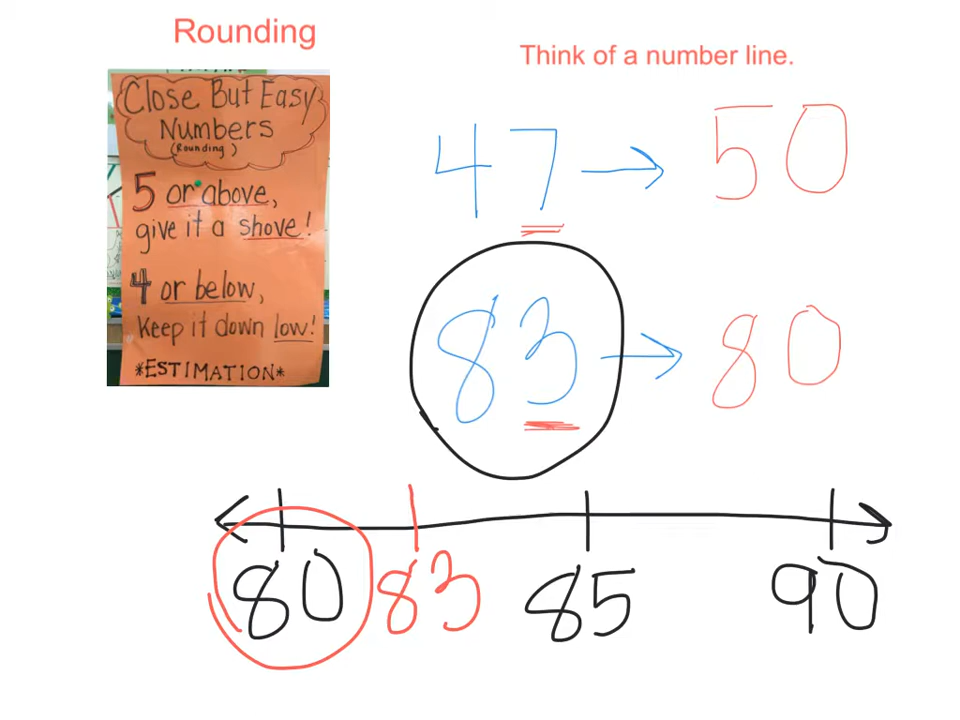 Rounding
Think of a number line.
Close But Easy
Numbers
(Rounding)
5 or above,
give it a shove!
4 or below,
Keep it down low!
*ESTIMATION*
47 → 50
83 → 80
80 83 85 90